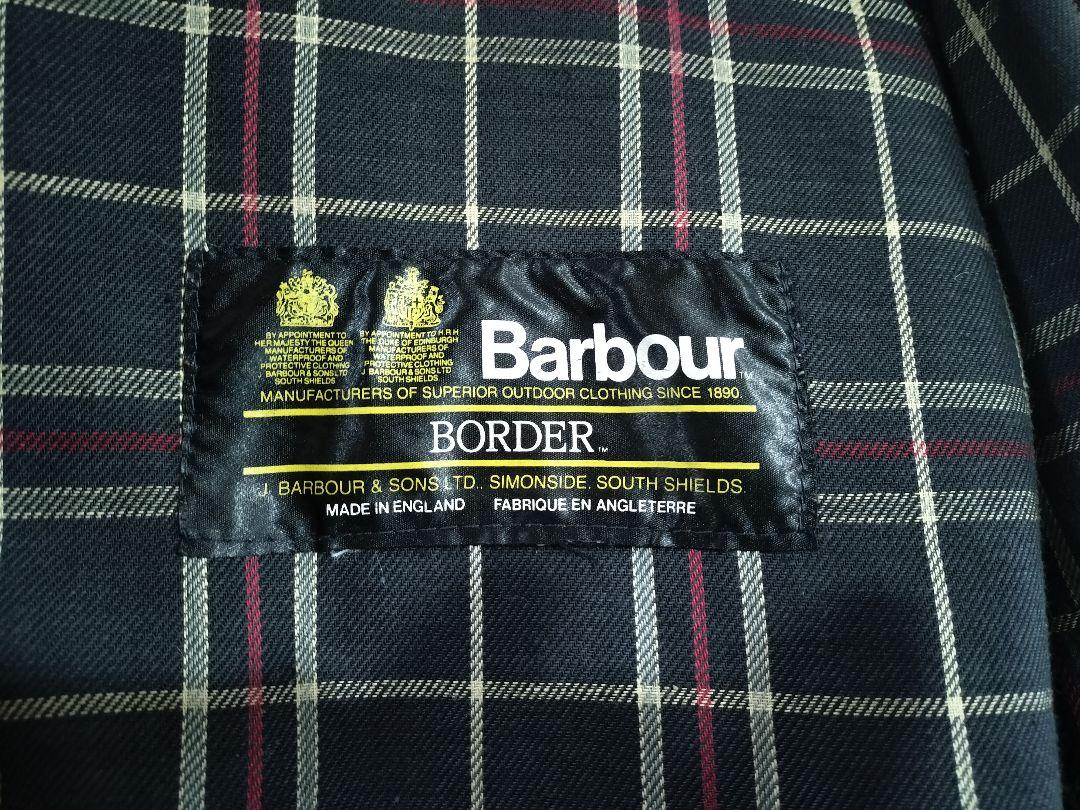 BY APPOINTMENT TO
HER MAJESTY THE QUEEN
MANUFACTURERS OF
WATERPROOF AND
PROTECTIVE CLOTHING
BARBOUR & SONS LTD
SOUTH SHIELDS
BY APPOINTMENT TO H.R.H.
THE DUKE OF EDINBURGH
MANUFACTURERS OF
WATERPROOF AND
PROTECTIVE CLOTHING
J. BARBOUR & SONS LTD
SOUTH SHIELDS
Barbour TM
MANUFACTURERS OF SUPERIOR OUTDOOR CLOTHING SINCE 1890.
BORDER TM
J. BARBOUR & SONS LTD., SIMONSIDE, SOUTH SHIELDS.
MADE IN ENGLAND FABRIQUE EN ANGLETERRE